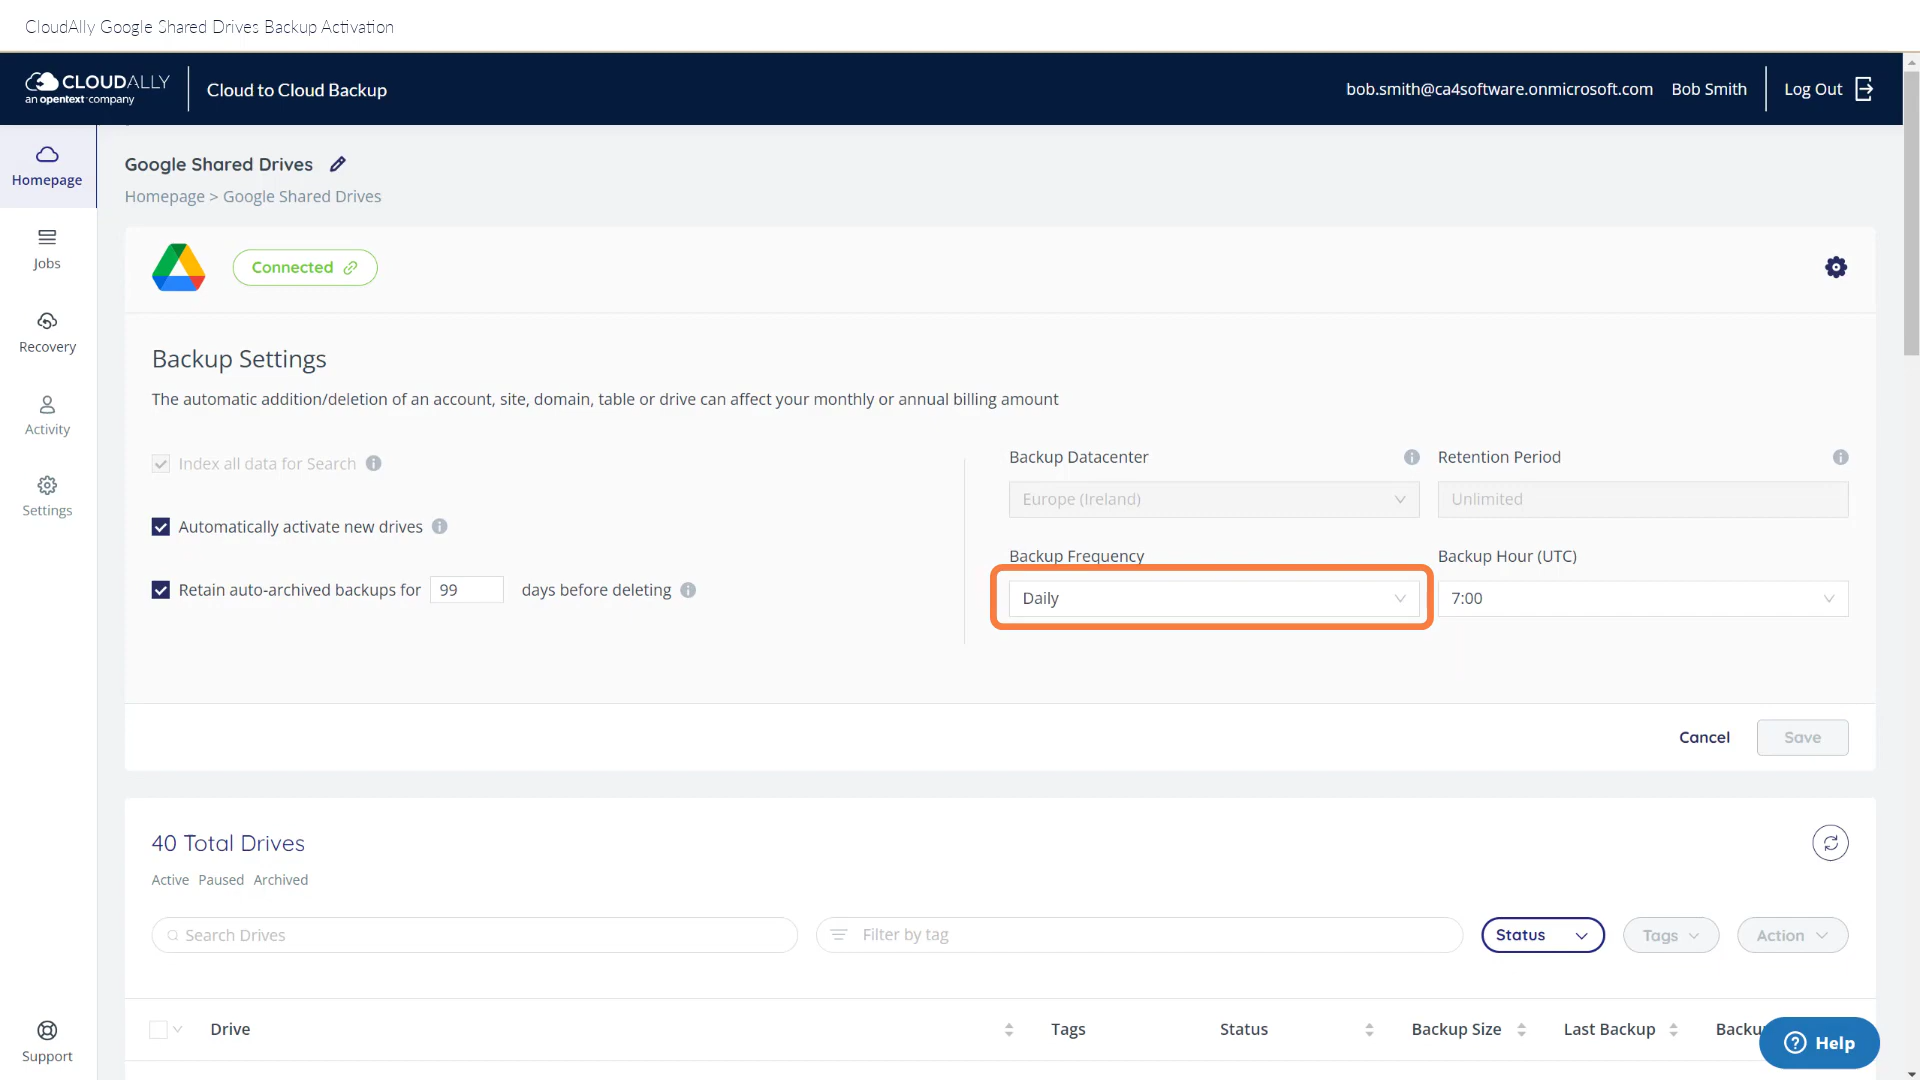 CloudAlly Google Shared Drives Backup Activation
CLOUDALLY
an opentext company
Cloud to Cloud Backup
bob.smith@ca4software.onmicrosoft.com
Bob Smith
Log Out
Homepage
Jobs
Recovery
Activity
Settings
Support
Google Shared Drives
Homepage > Google Shared Drives
Connected
Backup Settings
The automatic addition/deletion of an account, site, domain, table or drive can affect your monthly or annual billing amount
Index all data for Search
Automatically activate new drives
Retain auto-archived backups for 99 days before deleting
Backup Datacenter
Europe (Ireland)
Retention Period
Unlimited
Backup Frequency
Daily
Backup Hour (UTC)
7:00
Cancel
Save
40 Total Drives
Active Paused Archived
Search Drives
Filter by tag
Status
Tags
Action
Drive
Tags
Status
Backup Size
Last Backup
Help